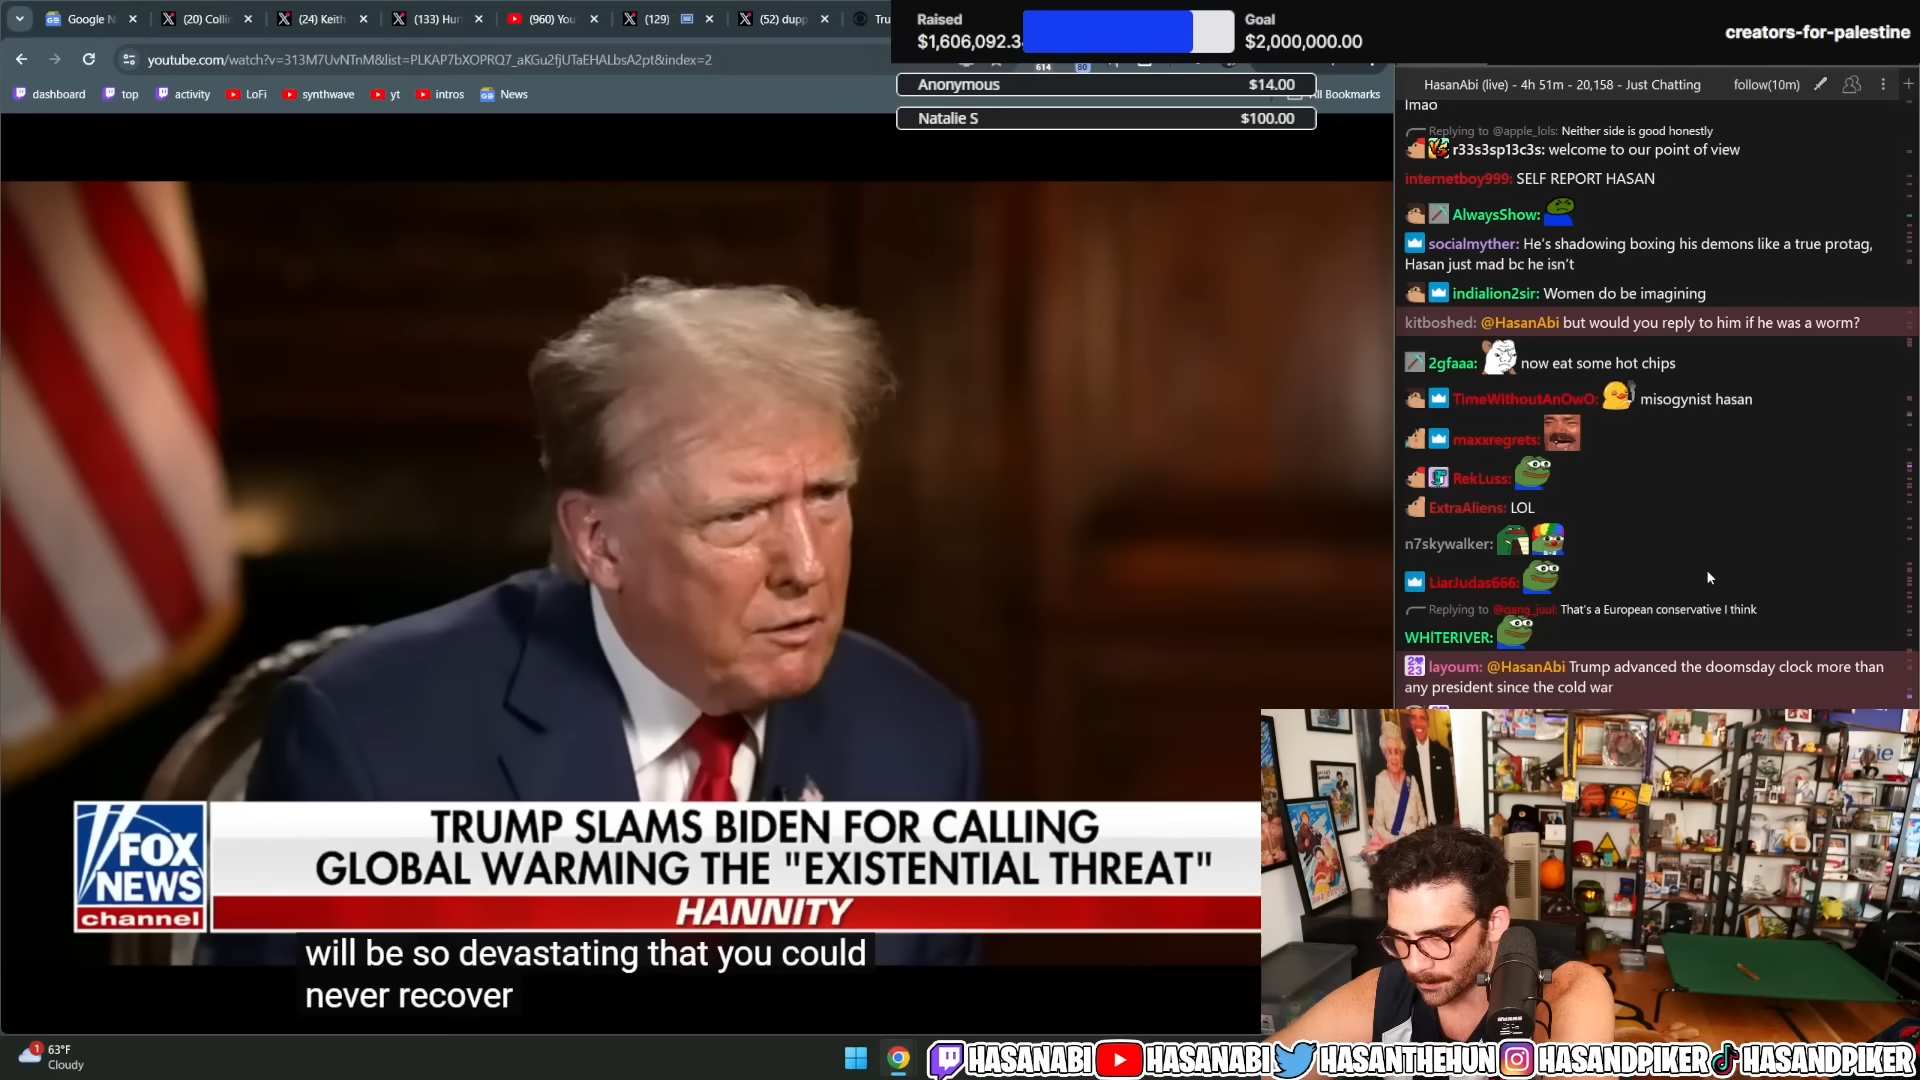 Google N
(20) Collin
(24) Keith
(133) Hun
(960) You
(129)
(52) dupp
Tru
youtube.com/watch?v=313M7UvNTnM&list=PLKAP7bXOPRQ7_aKGu2fjUTaEHALbsA2pt&index=2
614
80
dashboard
top
activity
LoFi
synthwave
yt
intros
News
All Bookmarks
Raised
$1,606,092.3
Goal
$2,000,000.00
Anonymous $14.00
Natalie S $100.00
creators-for-palestine
HasanAbi (live) - 4h 51m - 20,158 - Just Chatting
follow(10m)
lmao
Replying to @apple_lols: Neither side is good honestly
r33s3sp13c3s: welcome to our point of view
internetboy999: SELF REPORT HASAN
AlwaysShow:
socialmyther: He's shadowing boxing his demons like a true protag,
Hasan just mad bc he isn't
indialion2sir: Women do be imagining
kitboshed: @HasanAbi but would you reply to him if he was a worm?
2gfaaa: now eat some hot chips
TimeWithoutAnOwO: misogynist hasan
maxxregrets:
RekLuss:
ExtraAliens: LOL
n7skywalker:
LiarJudas666:
Replying to @gang_juul: That's a European conservative I think
WHITERIVER:
layoum: @HasanAbi Trump advanced the doomsday clock more than
any president since the cold war
FOX
NEWS
channel
TRUMP SLAMS BIDEN FOR CALLING
GLOBAL WARMING THE "EXISTENTIAL THREAT"
HANNITY
will be so devastating that you could
never recover
1
63°F
Cloudy
HASANABI
HASANABI
HASANTHEHUN
HASANDPIKER
HASANDPIKER